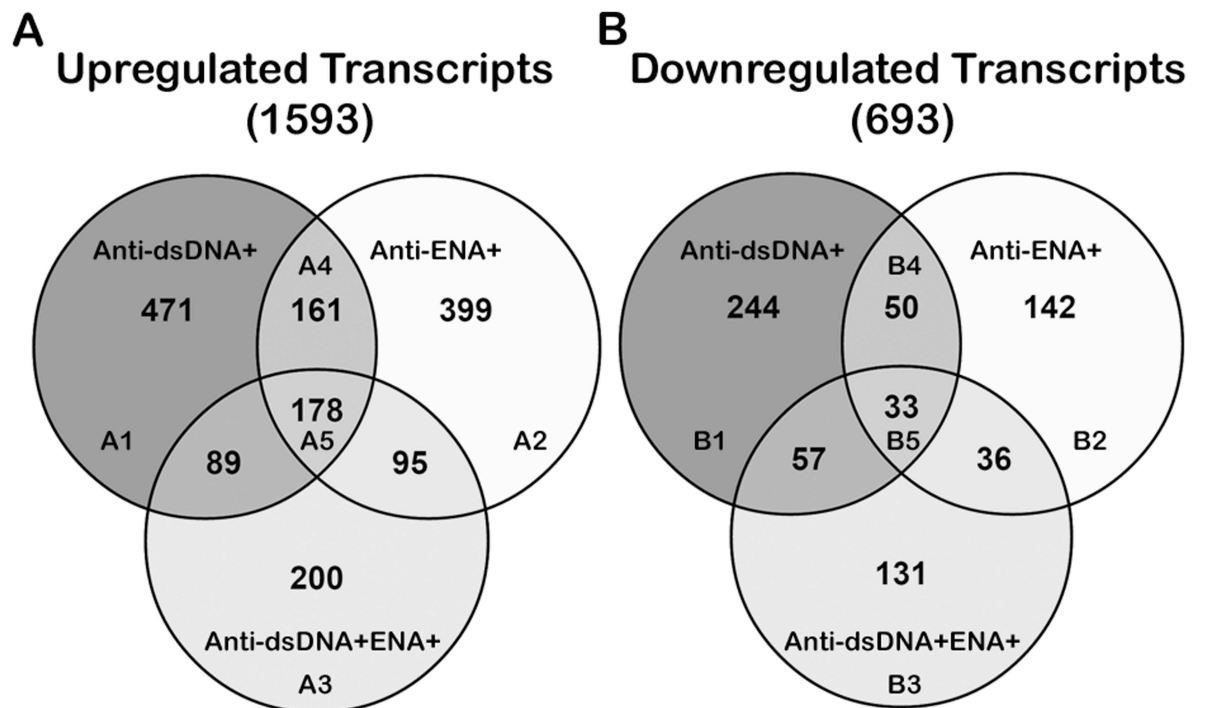 A
Upregulated Transcripts
(1593)
Anti-dsDNA+
Anti-ENA+
A4
471
161
399
178
A1
A5
A2
89
95
200
Anti-dsDNA+ENA+
A3
B
Downregulated Transcripts
(693)
Anti-dsDNA+
Anti-ENA+
B4
244
50
142
33
B1
B5
B2
57
36
131
Anti-dsDNA+ENA+
B3